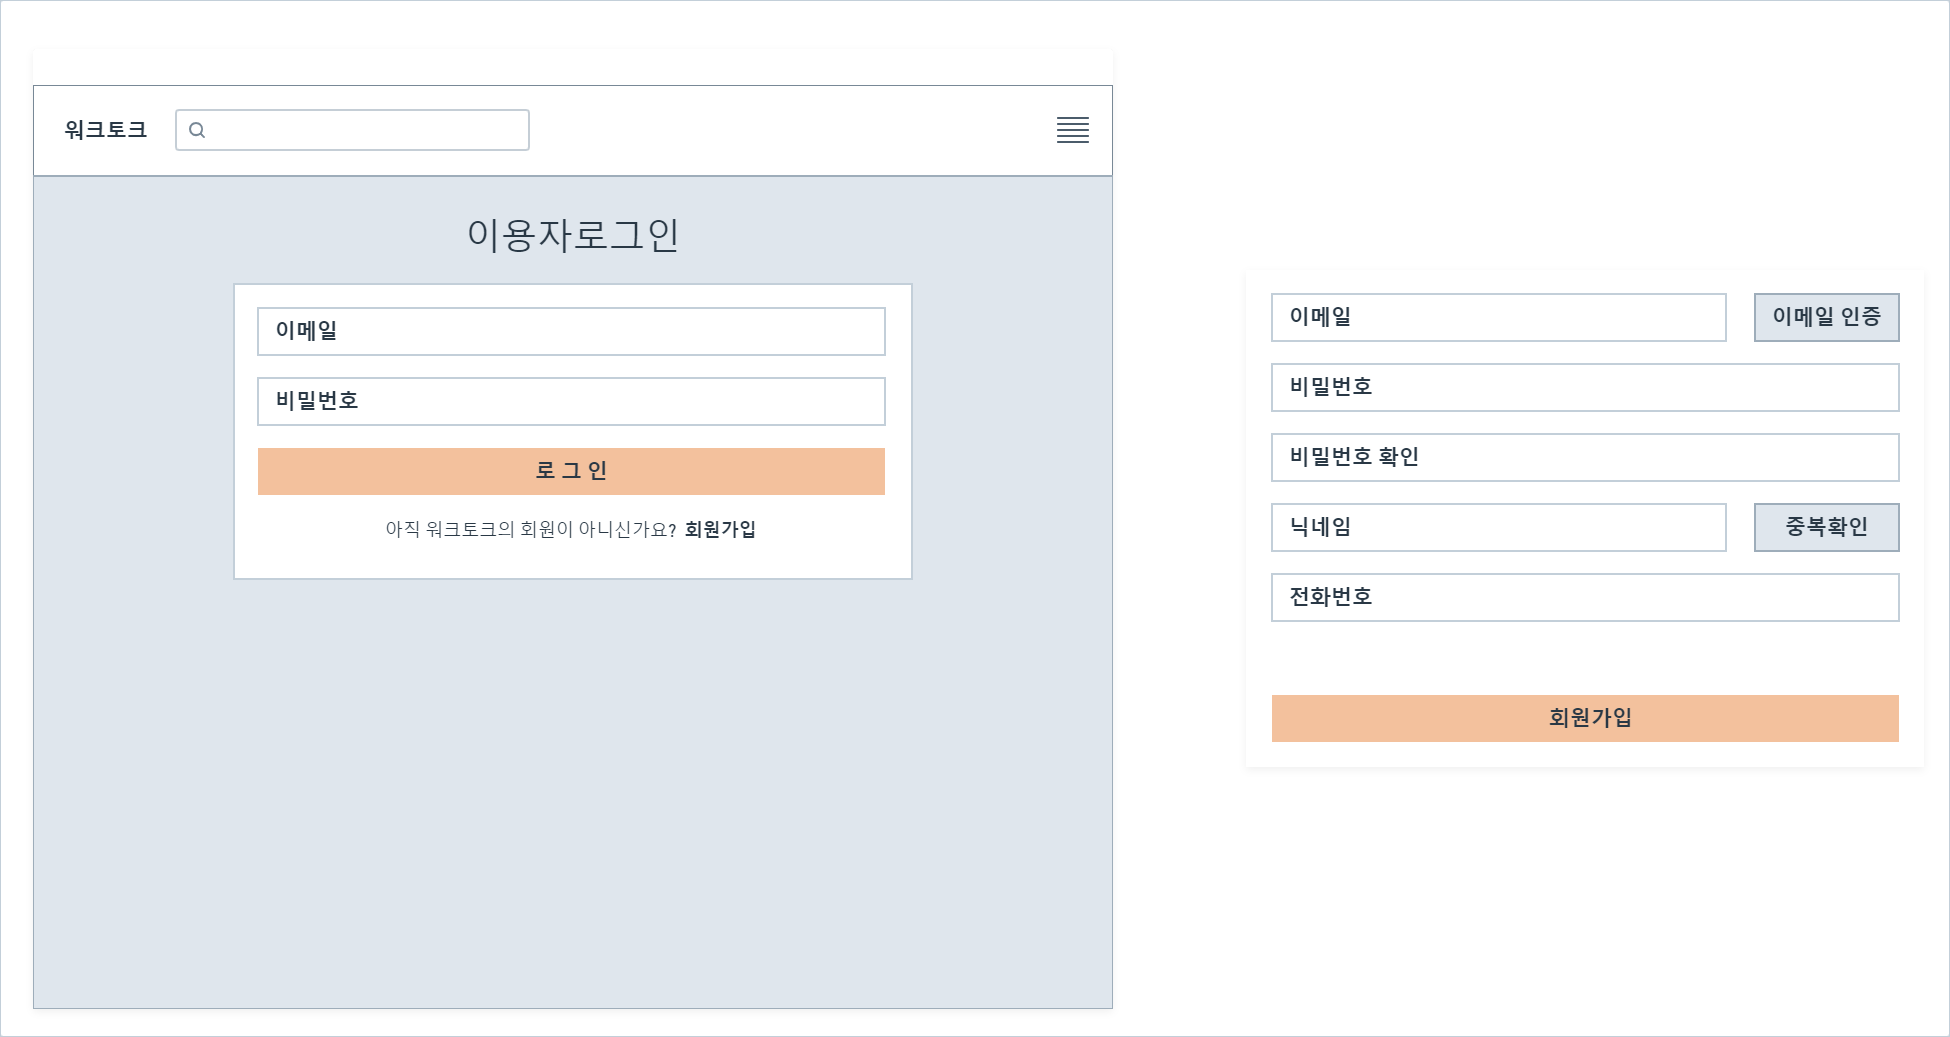 워크토크
이용자로그인
이메일
비밀번호
로 그 인
아직 워크토크의 회원이 아니신가요? 회원가입
이메일
이메일 인증
비밀번호
비밀번호 확인
닉네임
중복확인
전화번호
회원가입